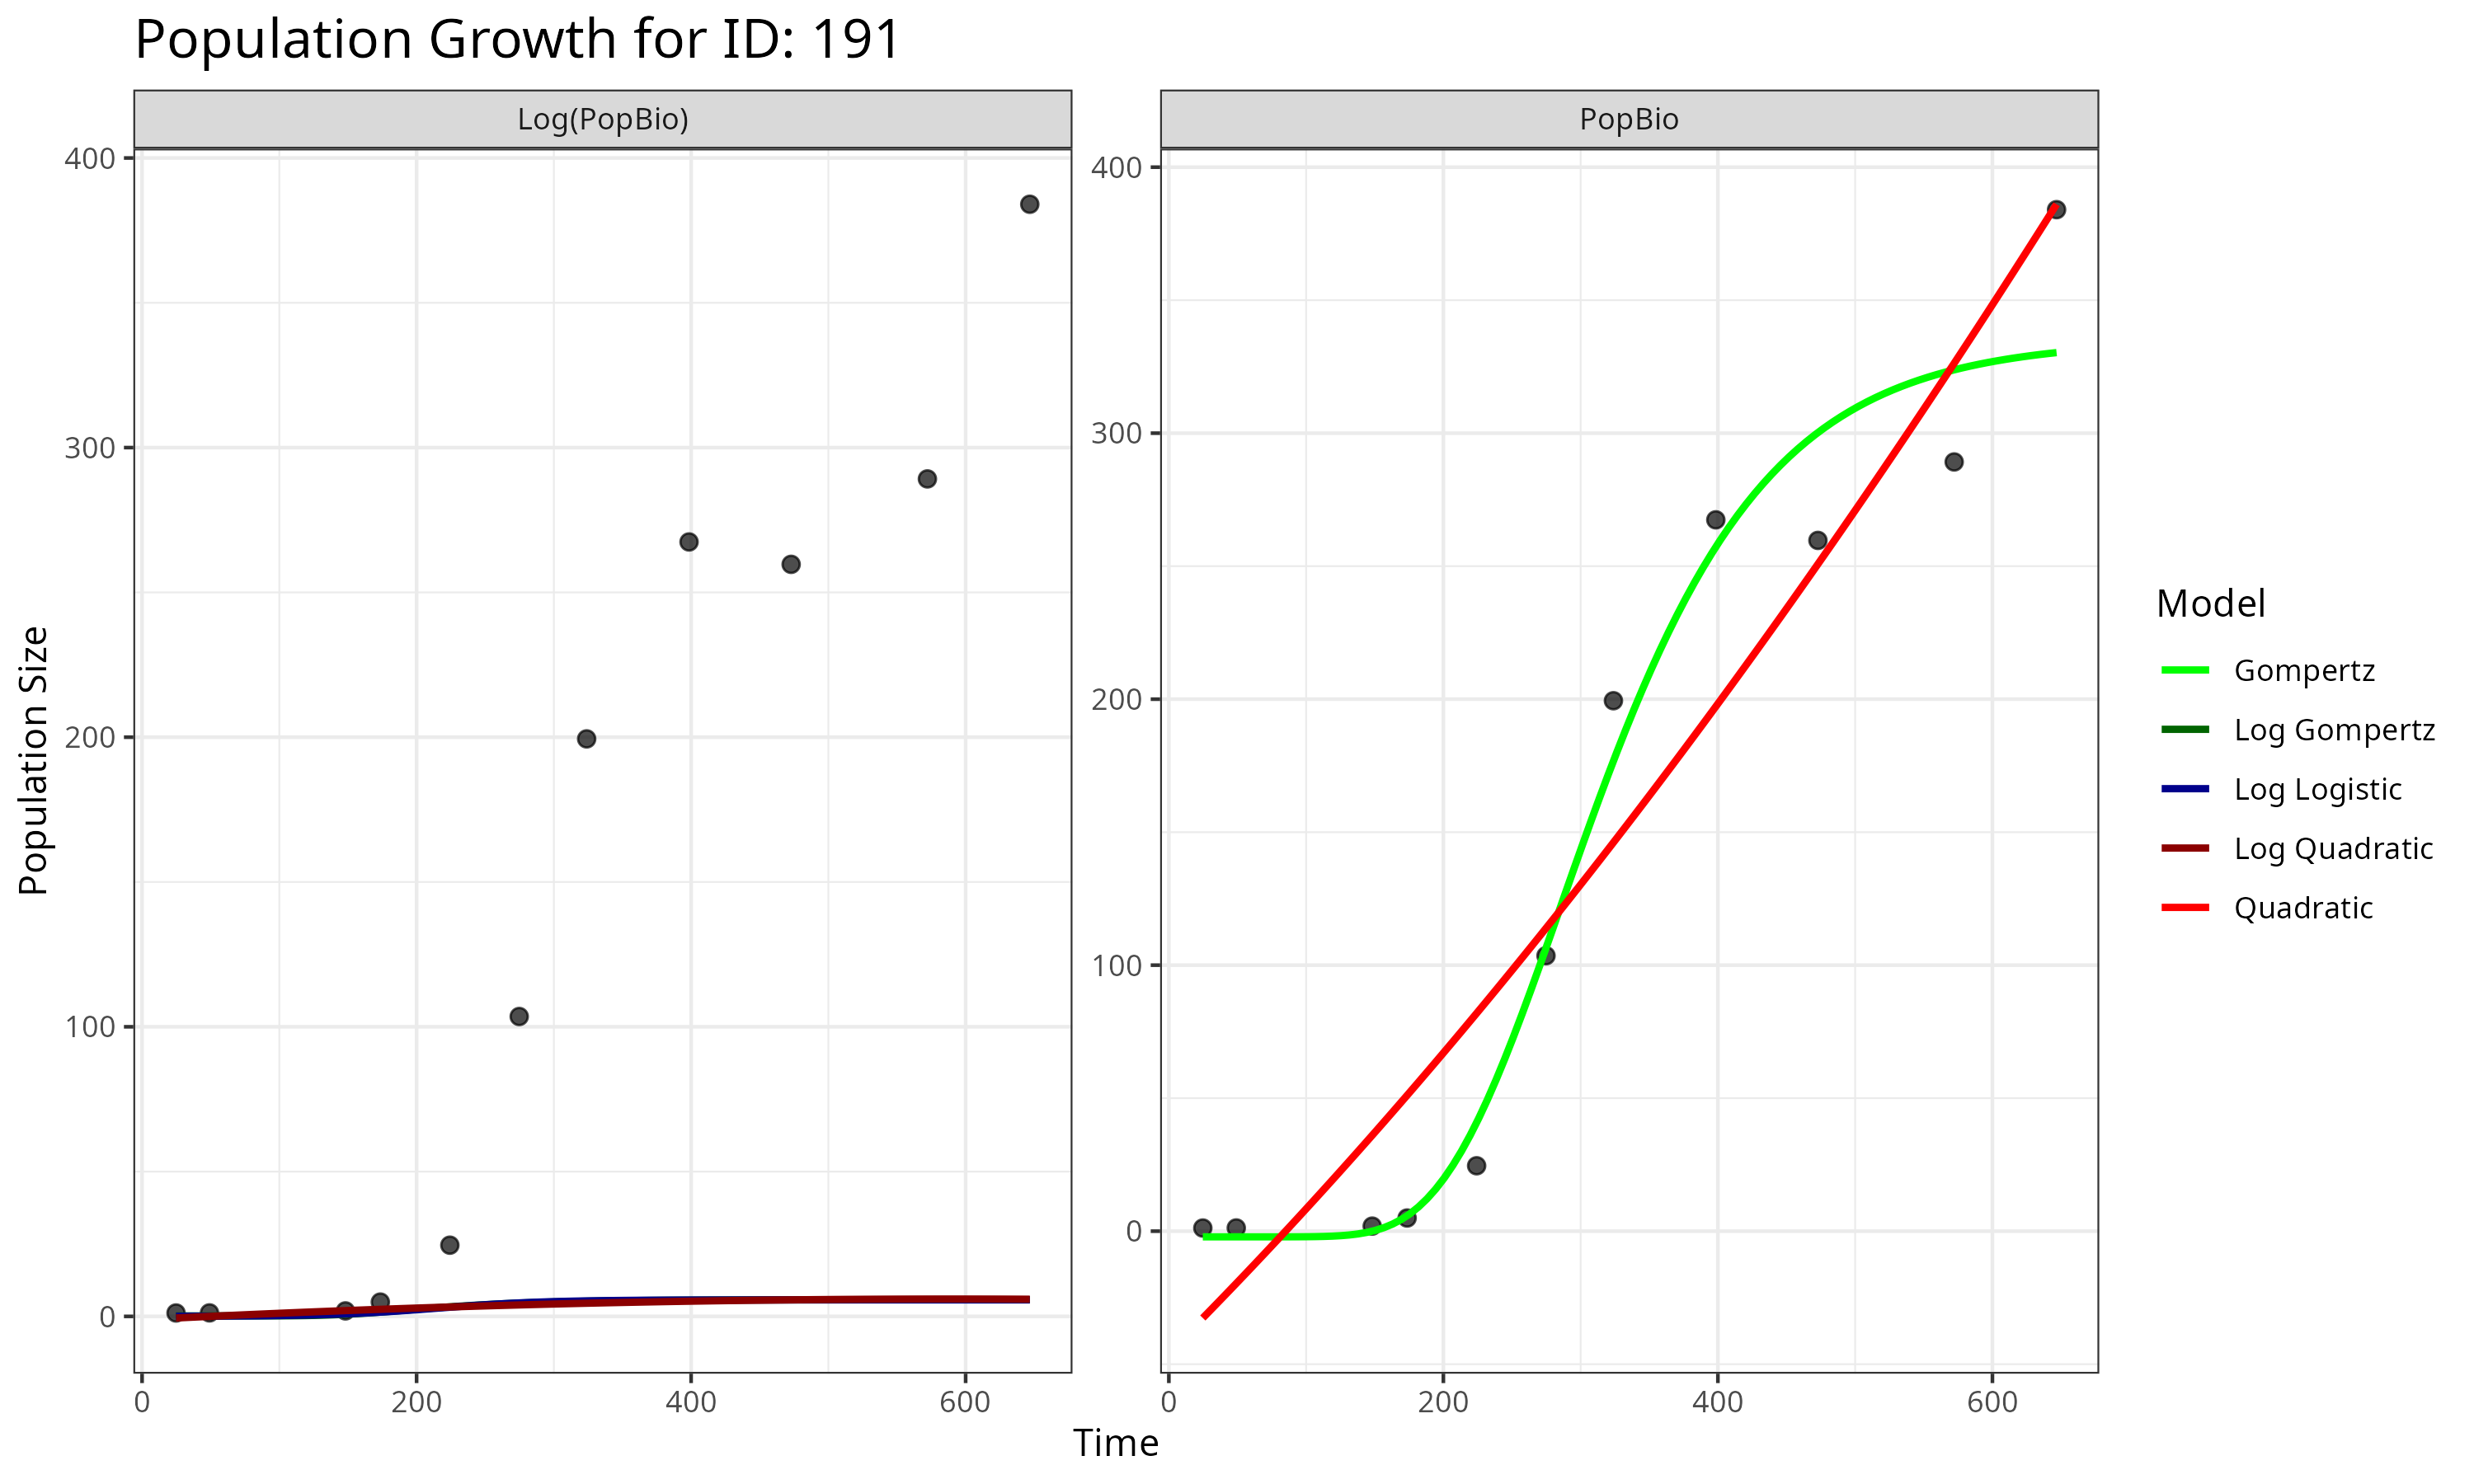 Population Growth for ID: 191
Log(PopBio)
PopBio
Population Size
400
300
200
100
0
400
300
200
100
0
0 200 400 600
0 200 400 600
Time
Model
Gompertz
Log Gompertz
Log Logistic
Log Quadratic
Quadratic